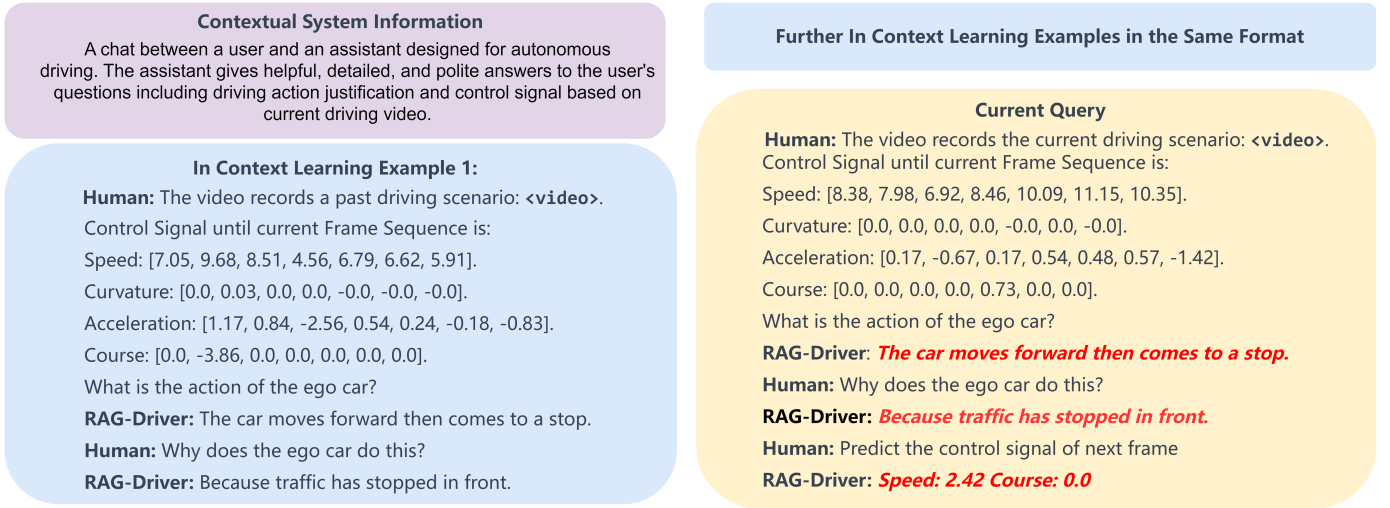 Contextual System Information
A chat between a user and an assistant designed for autonomous
driving. The assistant gives helpful, detailed, and polite answers to the user's
questions including driving action justification and control signal based on
current driving video.
In Context Learning Example 1:
Human: The video records a past driving scenario: <video>.
Control Signal until current Frame Sequence is:
Speed: [7.05, 9.68, 8.51, 4.56, 6.79, 6.62, 5.91].
Curvature: [0.0, 0.03, 0.0, 0.0, -0.0, -0.0, -0.0].
Acceleration: [1.17, 0.84, -2.56, 0.54, 0.24, -0.18, -0.83].
Course: [0.0, -3.86, 0.0, 0.0, 0.0, 0.0, 0.0].
What is the action of the ego car?
RAG-Driver: The car moves forward then comes to a stop.
Human: Why does the ego car do this?
RAG-Driver: Because traffic has stopped in front.
Further In Context Learning Examples in the Same Format
Current Query
Human: The video records the current driving scenario: <video>.
Control Signal until current Frame Sequence is:
Speed: [8.38, 7.98, 6.92, 8.46, 10.09, 11.15, 10.35].
Curvature: [0.0, 0.0, 0.0, 0.0, -0.0, 0.0, -0.0].
Acceleration: [0.17, -0.67, 0.17, 0.54, 0.48, 0.57, -1.42].
Course: [0.0, 0.0, 0.0, 0.0, 0.73, 0.0, 0.0].
What is the action of the ego car?
RAG-Driver: The car moves forward then comes to a stop.
Human: Why does the ego car do this?
RAG-Driver: Because traffic has stopped in front.
Human: Predict the control signal of next frame
RAG-Driver: Speed: 2.42 Course: 0.0